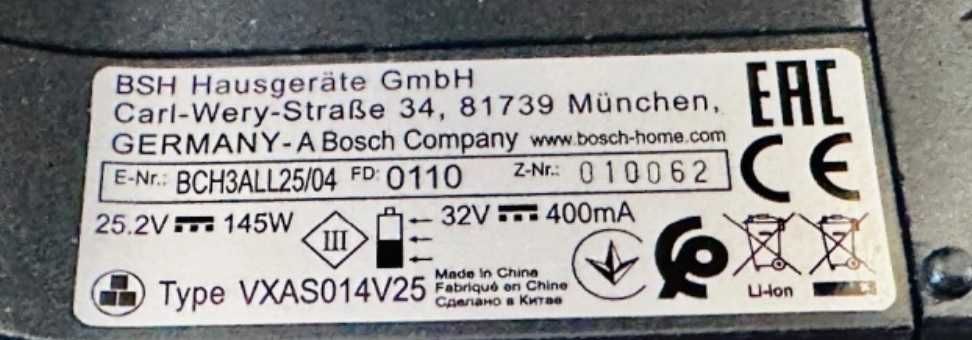 BSH Hausgeräte GmbH
Carl-Wery-Straße 34, 81739 München,
GERMANY - A Bosch Company www.bosch-home.com
E-Nr.: BCH3ALL25/04 FD: 0110 Z-Nr.: 010062
25.2V 145W III 32V 400mA
Type VXAS014V25
Made in China
Fabriqué en Chine
Сделано в Китае
EAC
CE
Li-Ion